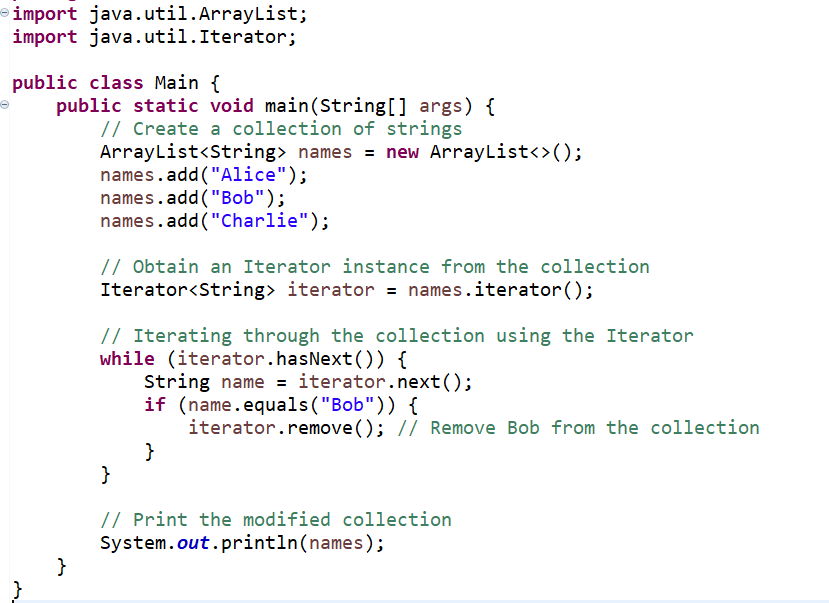 import java.util.ArrayList;
import java.util.Iterator;

public class Main {
    public static void main(String[] args) {
        // Create a collection of strings
        ArrayList<String> names = new ArrayList<>();
        names.add("Alice");
        names.add("Bob");
        names.add("Charlie");

        // Obtain an Iterator instance from the collection
        Iterator<String> iterator = names.iterator();

        // Iterating through the collection using the Iterator
        while (iterator.hasNext()) {
            String name = iterator.next();
            if (name.equals("Bob")) {
                iterator.remove(); // Remove Bob from the collection
            }
        }

        // Print the modified collection
        System.out.println(names);
    }
}